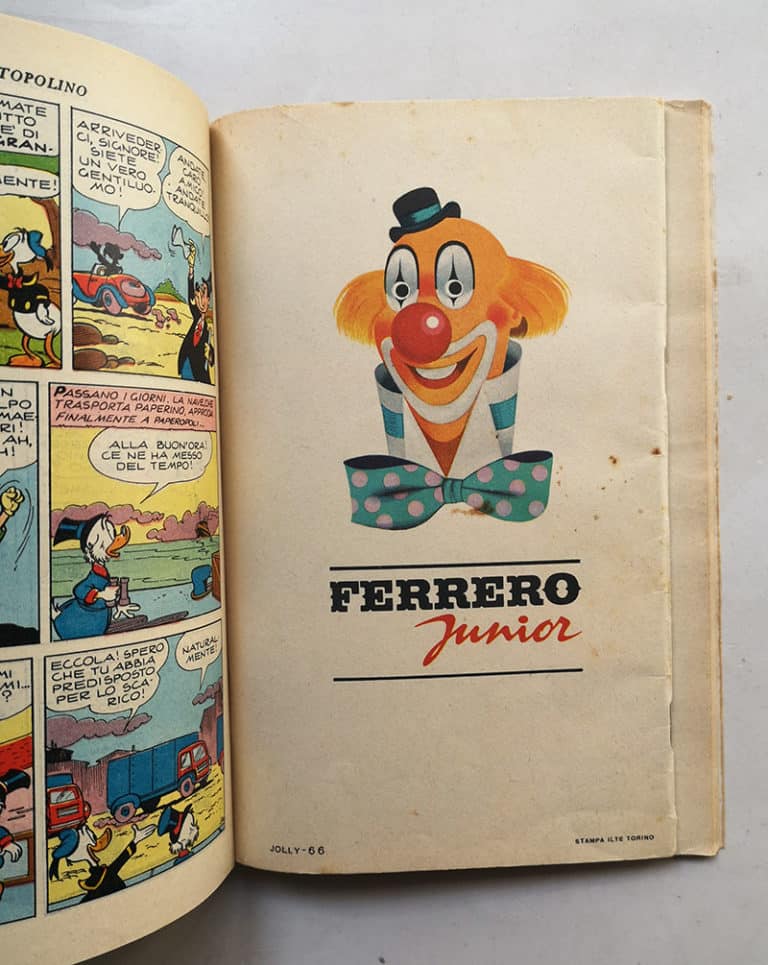 TOPOLINO
ARRIVEDER
CI, SIGNORE!
SIETE
UN VERO
GENTILUO-
MO!
ANDATE
CARO
AMICO
ANDATE
TRANQUILLO
PASSANO I GIORNI. LA NAVE CHE
TRASPORTA PAPERINO, APPRODA
FINALMENTE A PAPEROPOLI...
ALLA BUON'ORA!
CE NE HA MESSO
DEL TEMPO!
ECCOLA! SPERO
CHE TU ABBIA
PREDISPOSTO
PER LO SCA-
RICO!
NATURAL-
MENTE!
FERRERO
Junior
JOLLY-66
STAMPA ILTE TORINO